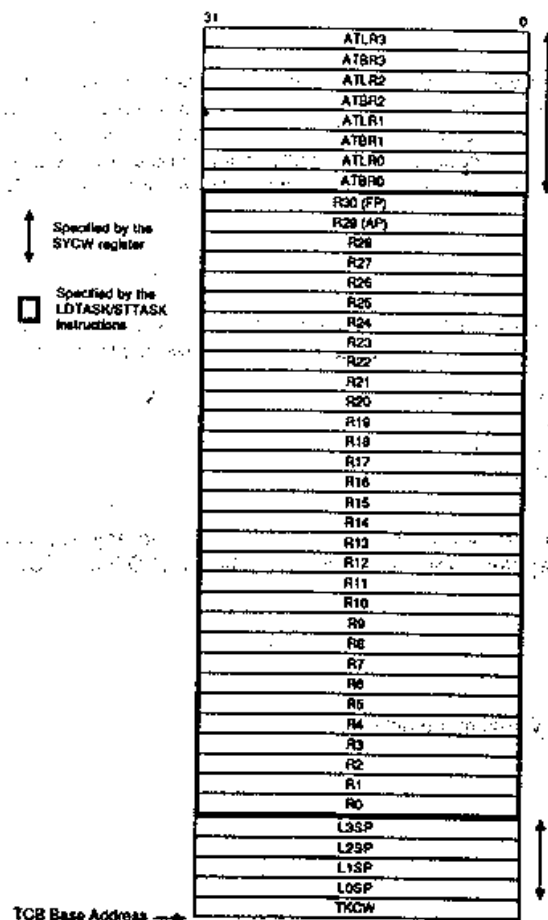 31 0
ATLR3
ATBR3
ATLR2
ATBR2
ATLR1
ATBR1
ATLR0
ATBR0
R30 (FP)
R29 (AP)
R28
R27
R26
R25
R24
R23
R22
R21
R20
R19
R18
R17
R16
R15
R14
R13
R12
R11
R10
R9
R8
R7
R6
R5
R4
R3
R2
R1
R0
L3SP
L2SP
L1SP
L0SP
TKCW
Specified by the
SYCW register
Specified by the
LDTASK/STTASK
instructions
TCB Base Address